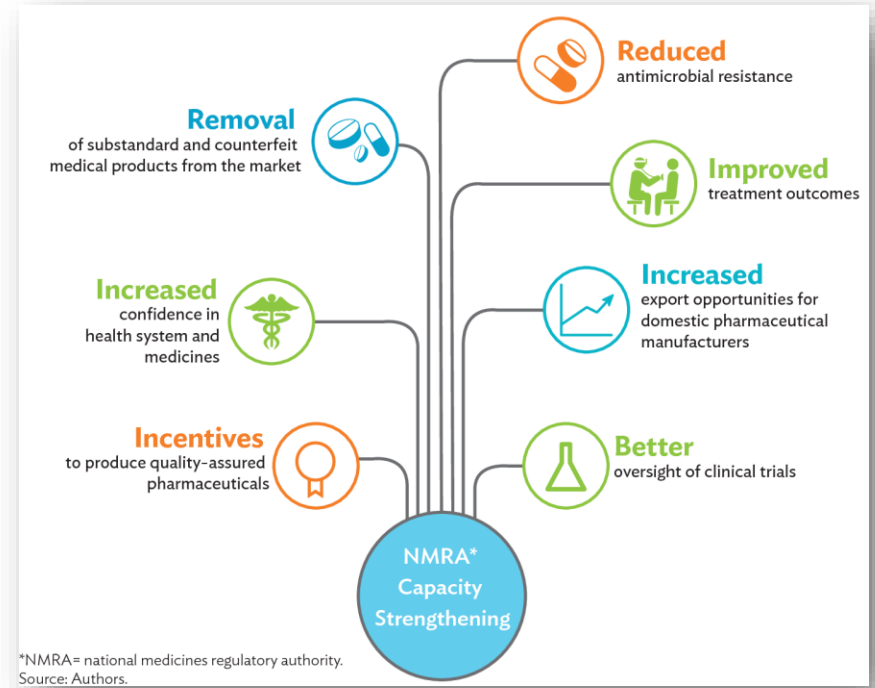 Reduced
antimicrobial resistance
Removal
of substandard and counterfeit
medical products from the market
Improved
treatment outcomes
Increased
confidence in
health system and
medicines
Increased
export opportunities for
domestic pharmaceutical
manufacturers
Incentives
to produce quality-assured
pharmaceuticals
Better
oversight of clinical trials
NMRA*
Capacity
Strengthening
*NMRA= national medicines regulatory authority.
Source: Authors.